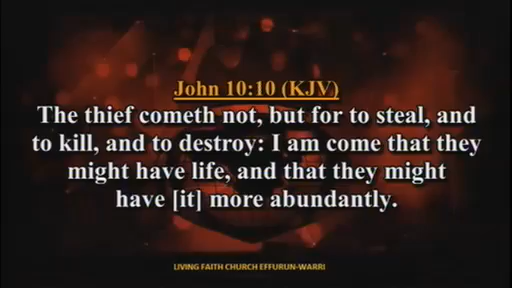 John 10:10 (KJV)
The thief cometh not, but for to steal, and
to kill, and to destroy: I am come that they
might have life, and that they might
have [it] more abundantly.
LIVING FAITH CHURCH EFFURUN-WARRI